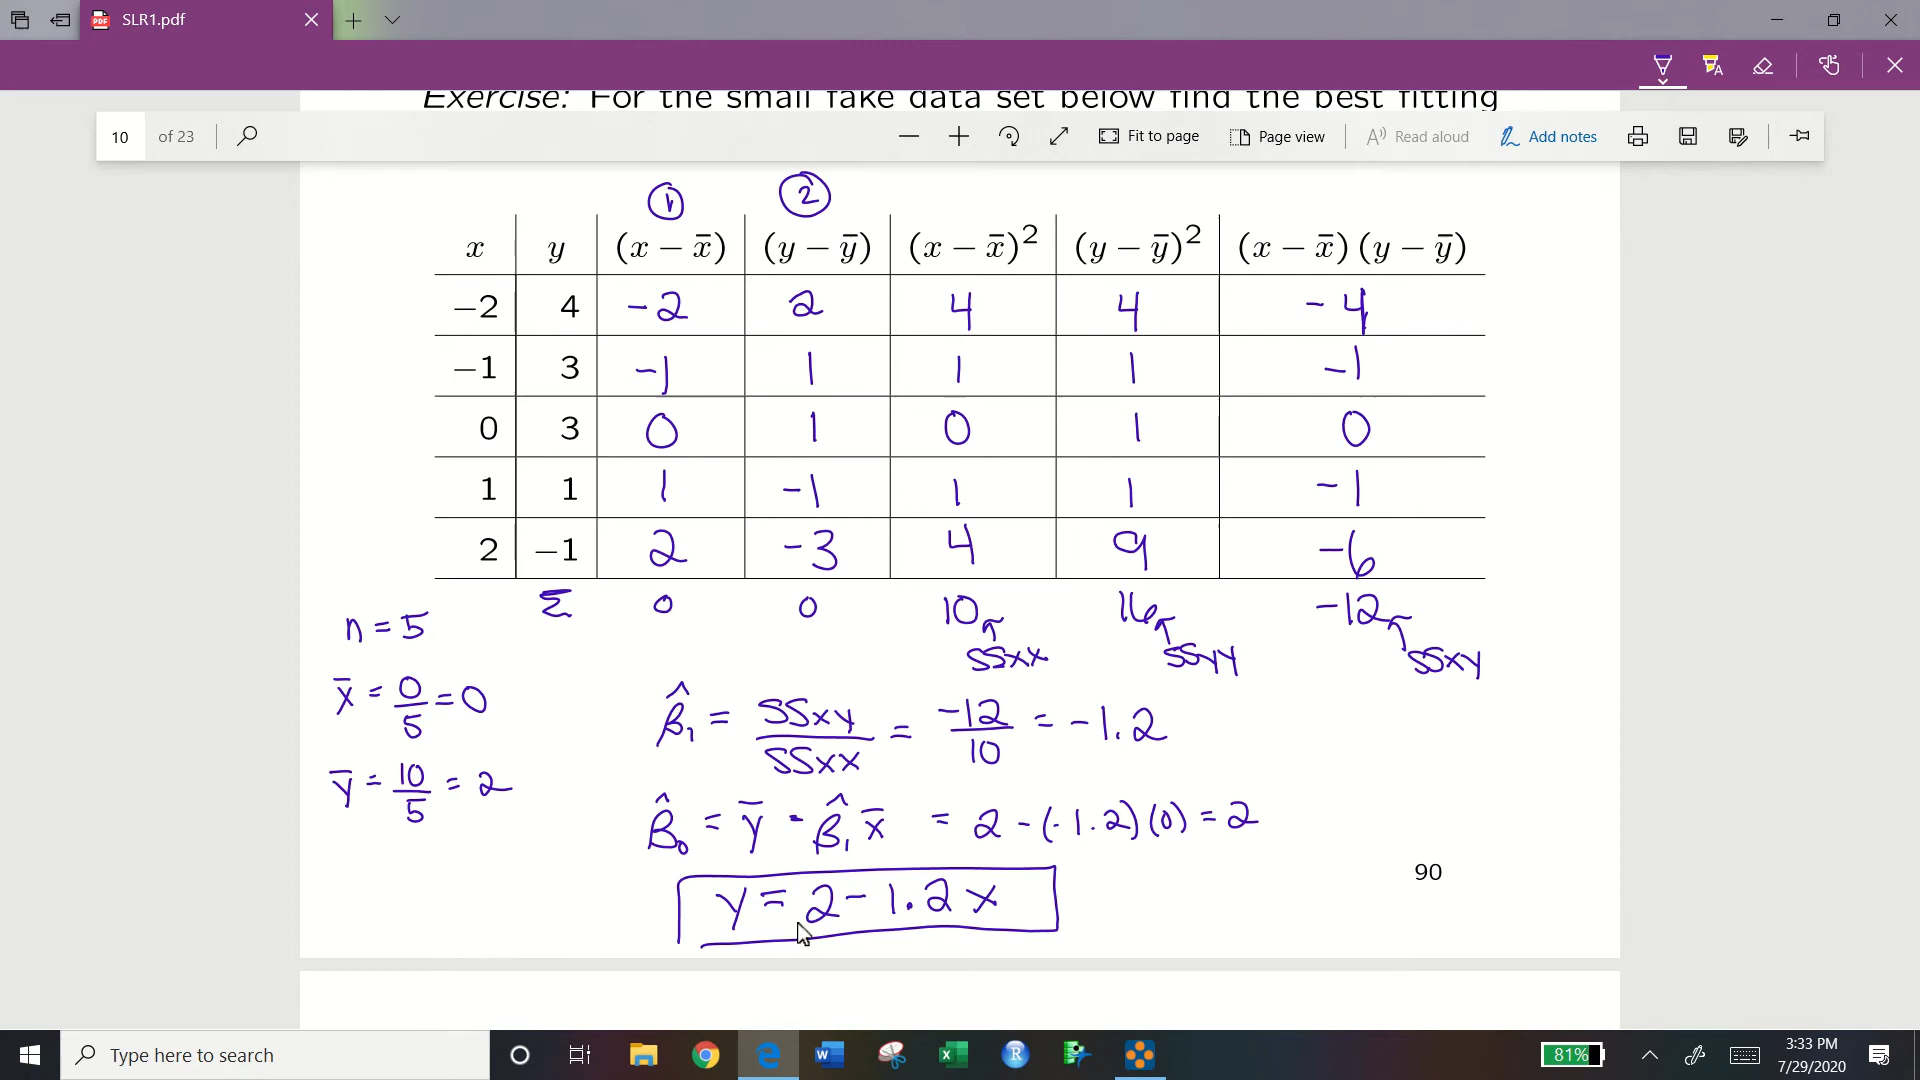 SLR1.pdf
Exercise: For the small fake data set below find the best fitting
10 of 23 Fit to page Page view Read aloud Add notes
1 2
x y (x − x̄) (y − ȳ) (x − x̄)² (y − ȳ)² (x − x̄)(y − ȳ)
−2 4 -2 2 4 4 -4
−1 3 -1 1 1 1 -1
0 3 0 1 0 1 0
1 1 1 -1 1 1 -1
2 −1 2 -3 4 9 -6
Σ 0 0 10 16 -12
SSxx SSyy SSxy
n = 5
x̄ = 0/5 = 0
ȳ = 10/5 = 2
β̂₁ = SSxy/SSxx = -12/10 = -1.2
β̂₀ = ȳ - β̂₁ x̄ = 2 - (-1.2)(0) = 2
y = 2 - 1.2x
90
Type here to search
81%
3:33 PM
7/29/2020